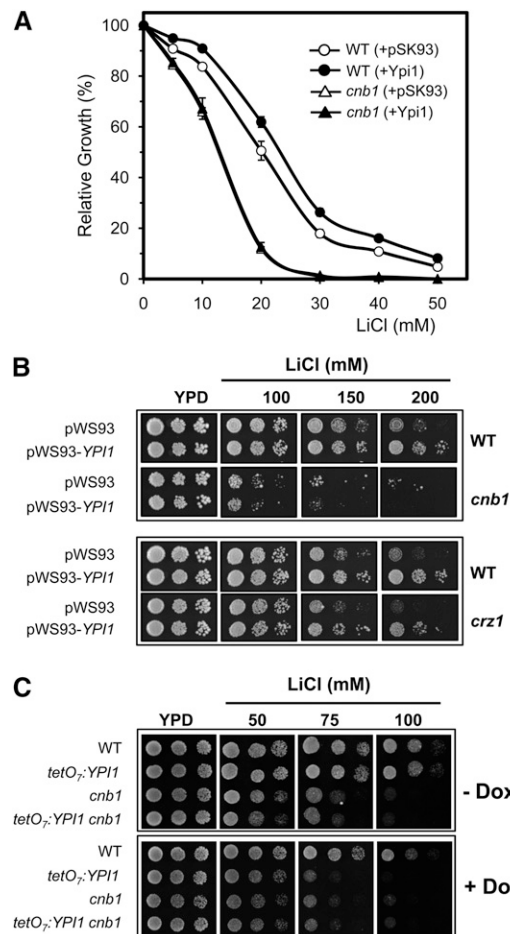 A
WT (+pSK93)
WT (+Ypi1)
cnb1 (+pSK93)
cnb1 (+Ypi1)
Relative Growth (%)
100
80
60
40
20
0
0 10 20 30 40 50
LiCl (mM)
B
LiCl (mM)
YPD 100 150 200
pWS93
pWS93-YPI1
WT
pWS93
pWS93-YPI1
cnb1
pWS93
pWS93-YPI1
WT
pWS93
pWS93-YPI1
crz1
C
LiCl (mM)
YPD 50 75 100
WT
tetO7:YPI1
cnb1
tetO7:YPI1 cnb1
- Dox
WT
tetO7:YPI1
cnb1
tetO7:YPI1 cnb1
+ Do